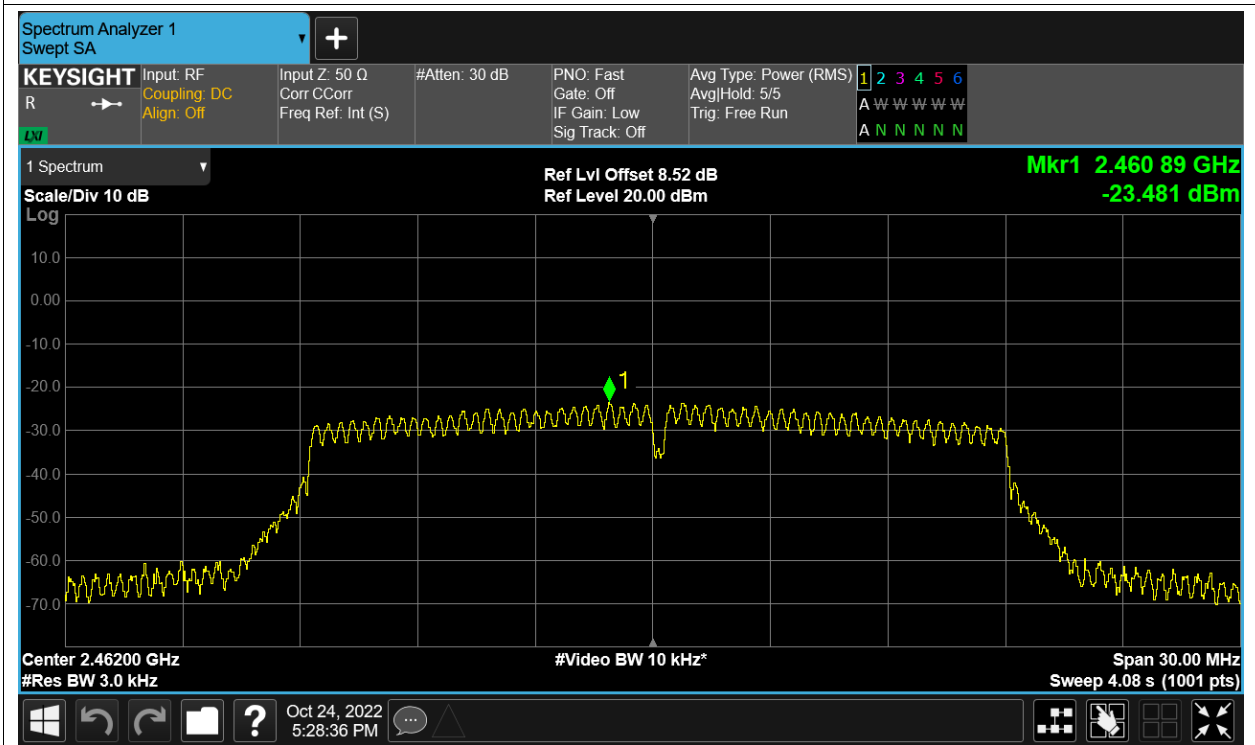 Spectrum Analyzer 1
Swept SA
KEYSIGHT
R
LXI
Input: RF
Coupling: DC
Align: Off
Input Z: 50 Ω
Corr CCorr
Freq Ref: Int (S)
#Atten: 30 dB
PNO: Fast
Gate: Off
IF Gain: Low
Sig Track: Off
Avg Type: Power (RMS)
Avg|Hold: 5/5
Trig: Free Run
1 2 3 4 5 6
A W W W W W
A N N N N N
1 Spectrum
Scale/Div 10 dB
Log
Ref Lvl Offset 8.52 dB
Ref Level 20.00 dBm
Mkr1 2.460 89 GHz
-23.481 dBm
10.0
0.00
-10.0
-20.0
1
-30.0
-40.0
-50.0
-60.0
-70.0
Center 2.46200 GHz
#Res BW 3.0 kHz
#Video BW 10 kHz*
Span 30.00 MHz
Sweep 4.08 s (1001 pts)
?
Oct 24, 2022
5:28:36 PM